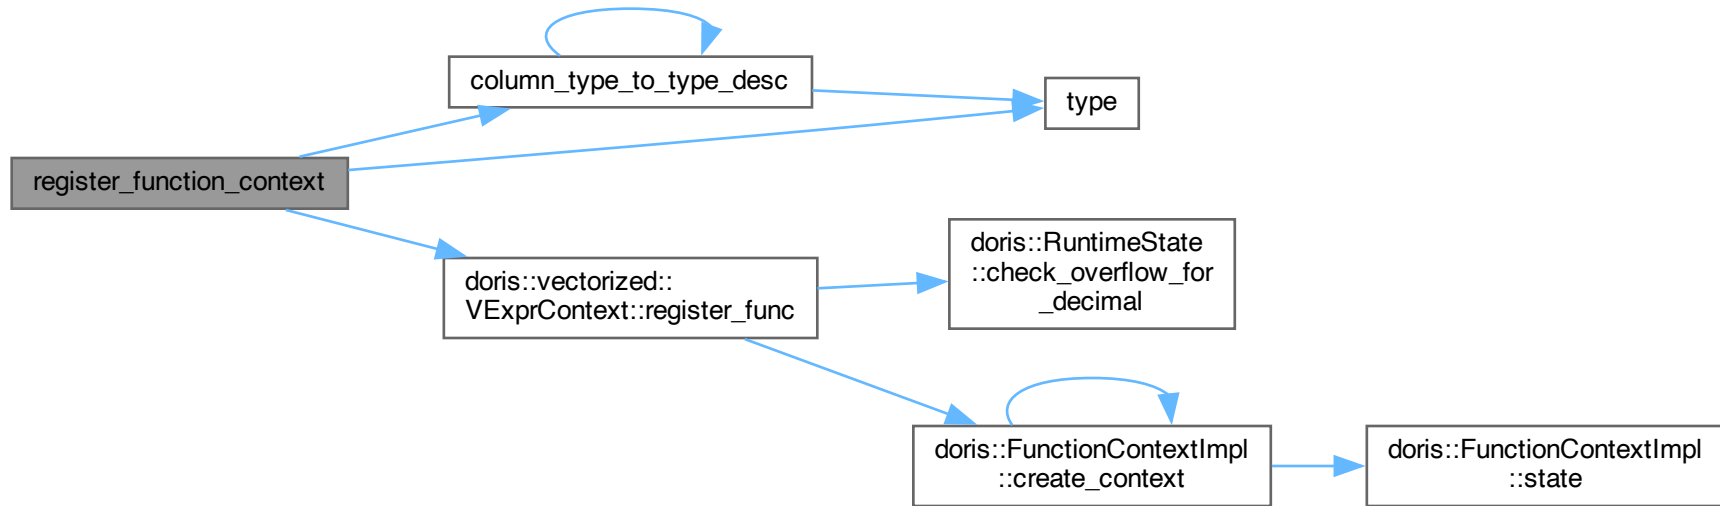 column_type_to_type_desc
type
register_function_context
doris::vectorized::
VExprContext::register_func
doris::RuntimeState
::check_overflow_for
_decimal
doris::FunctionContextImpl
::create_context
doris::FunctionContextImpl
::state